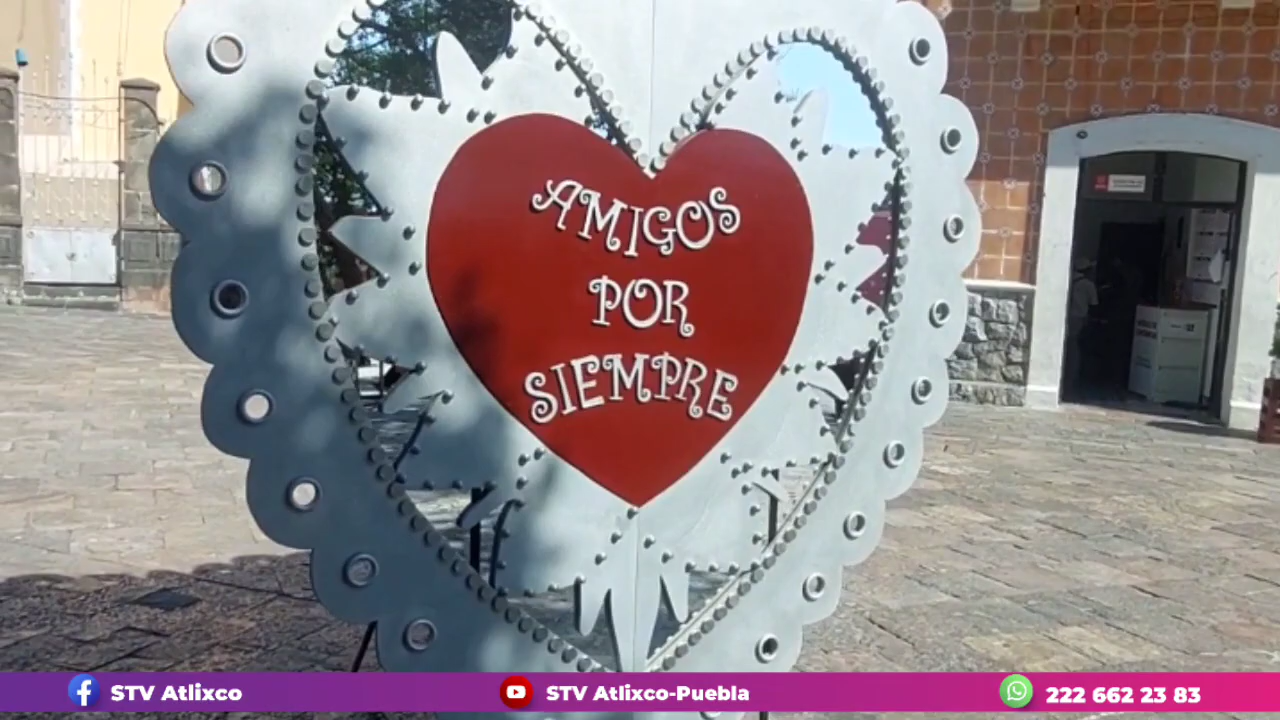 AMIGOS
POR
SIEMPRE
STV Atlixco
STV Atlixco-Puebla
222 662 23 83